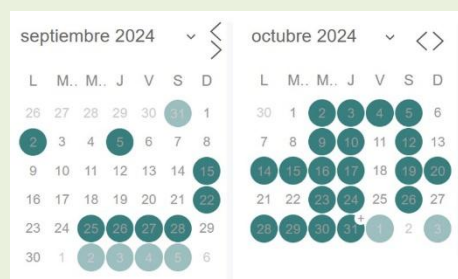 septiembre 2024
L M.. M.. J V S D
26 27 28 29 30 31 1
2 3 4 5 6 7 8
9 10 11 12 13 14 15
16 17 18 19 20 21 22
23 24 25 26 27 28 29
30 1 2 3 4 5 6
octubre 2024
L M.. M.. J V S D
30 1 2 3 4 5 6
7 8 9 10 11 12 13
14 15 16 17 18 19 20
21 22 23 24 25 26 27
28 29 30 31 1 2 3